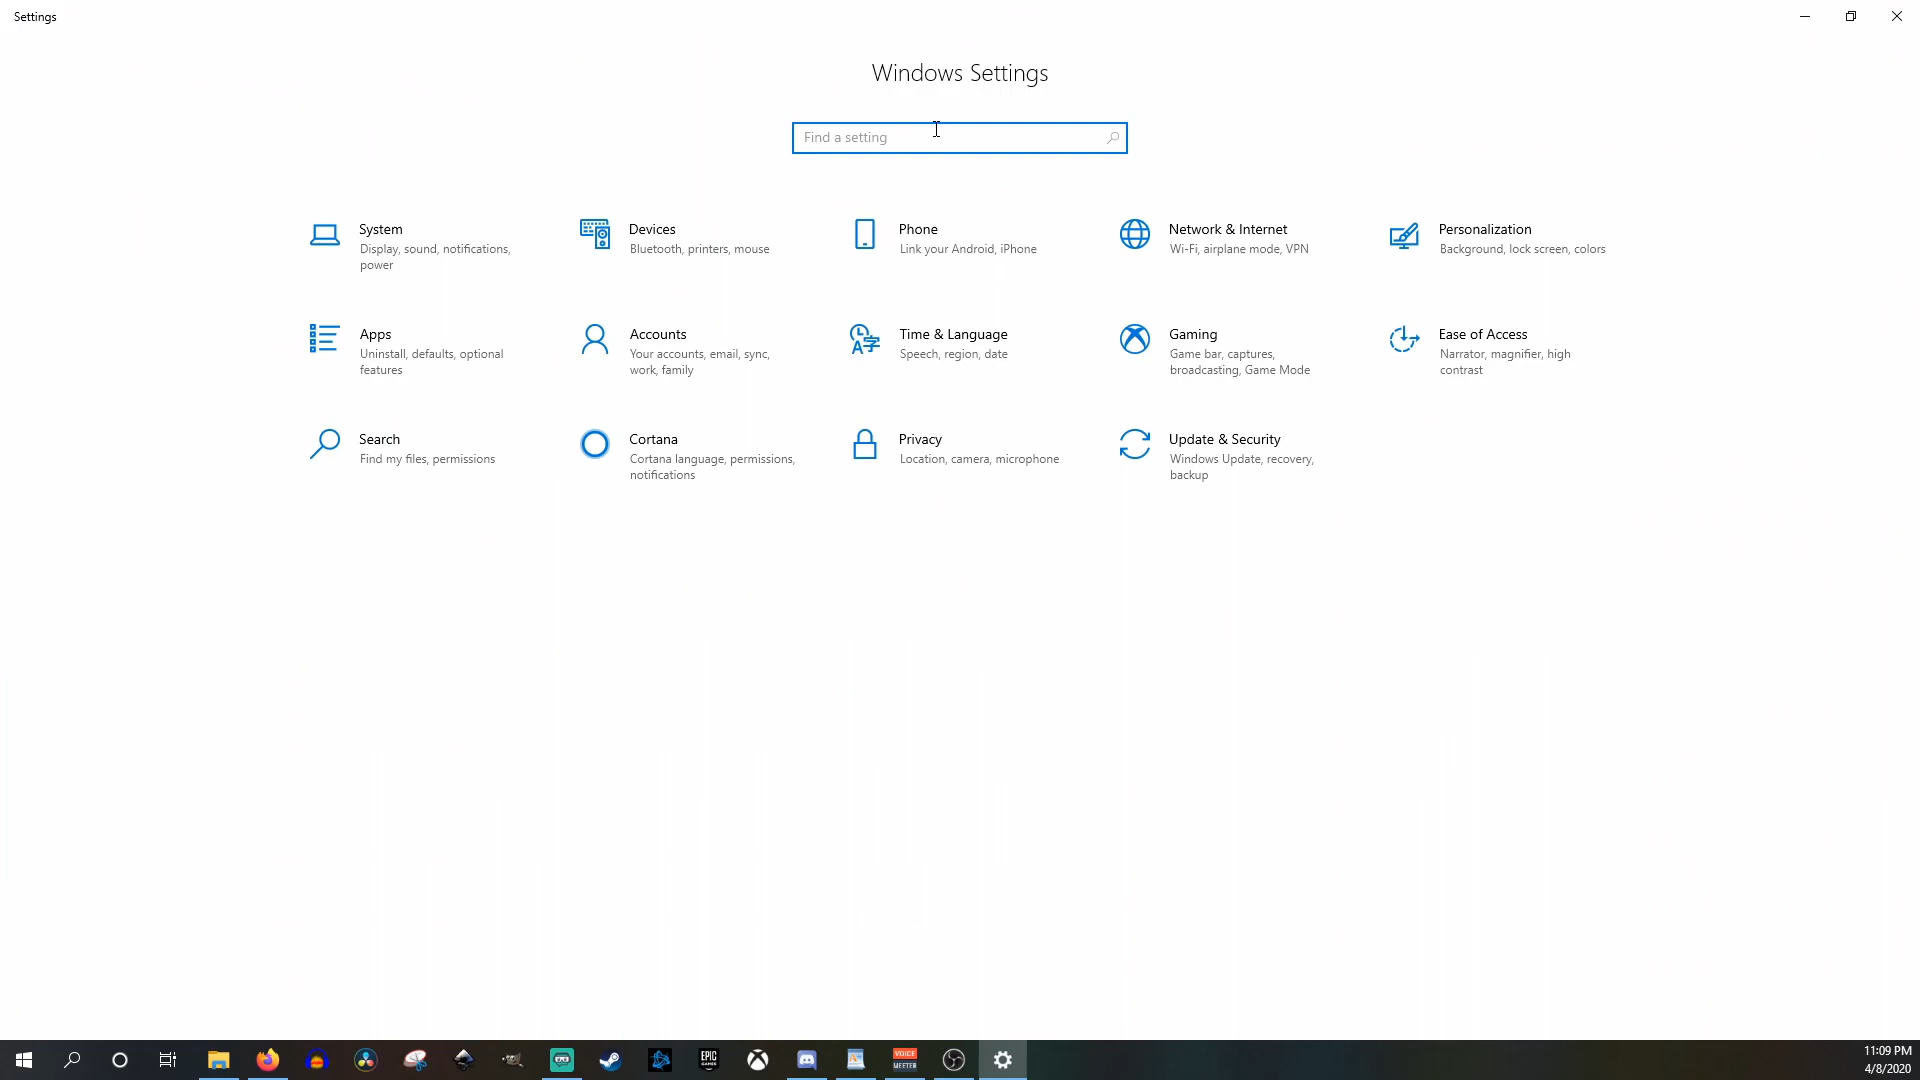 Settings
Windows Settings
Find a setting
System
Display, sound, notifications,
power
Devices
Bluetooth, printers, mouse
Phone
Link your Android, iPhone
Network & Internet
Wi-Fi, airplane mode, VPN
Personalization
Background, lock screen, colors
Apps
Uninstall, defaults, optional
features
Accounts
Your accounts, email, sync,
work, family
Time & Language
Speech, region, date
Gaming
Game bar, captures,
broadcasting, Game Mode
Ease of Access
Narrator, magnifier, high
contrast
Search
Find my files, permissions
Cortana
Cortana language, permissions,
notifications
Privacy
Location, camera, microphone
Update & Security
Windows Update, recovery,
backup
EPIC
GAMES
VOICE
MEETER
11:09 PM
4/8/2020